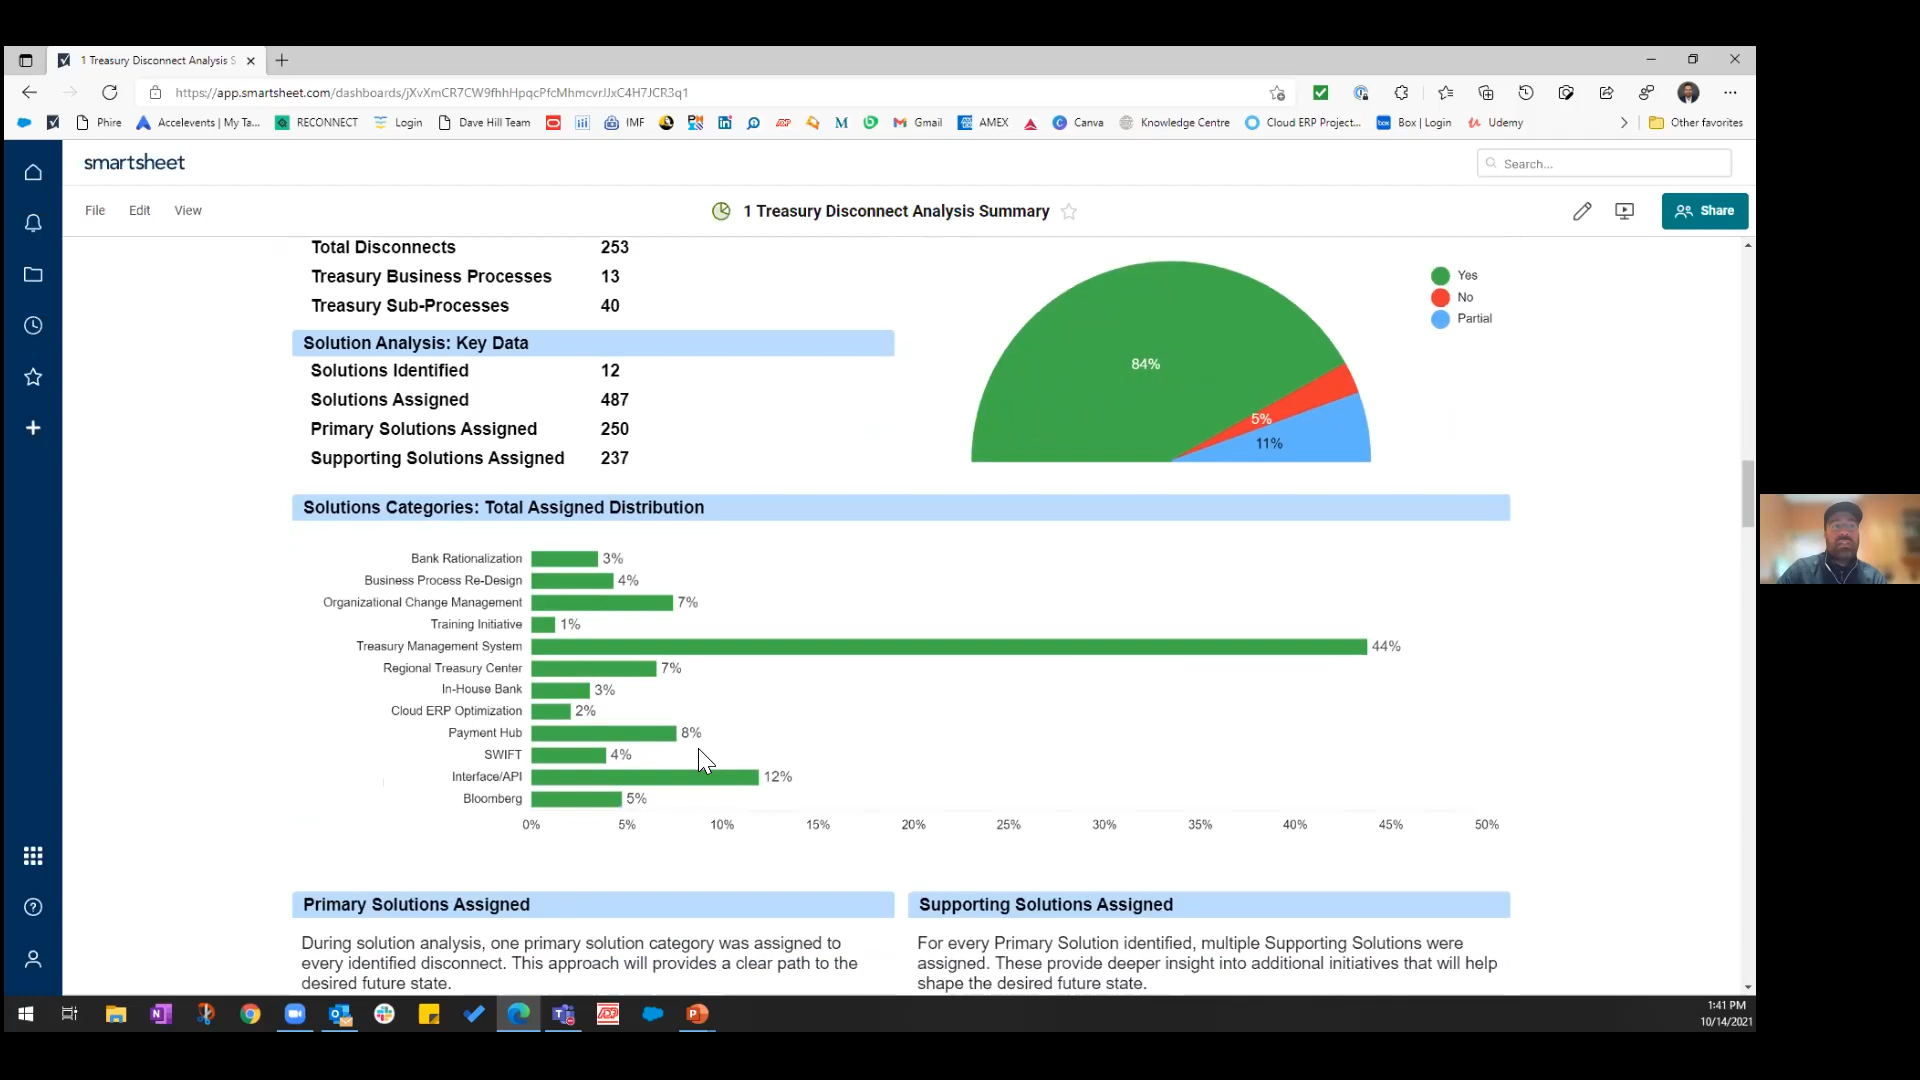 1 Treasury Disconnect Analysis S
https://app.smartsheet.com/dashboards/jXvXmCR7CW9fhhHpqcPfcMhmcvrJJxC4H7JCR3q1
Phire Accelevents | My Ta... RECONNECT Login Dave Hill Team IMF M Gmail AMEX Canva Knowledge Centre Cloud ERP Project... Box | Login Udemy Other favorites
smartsheet
Search...
File Edit View
1 Treasury Disconnect Analysis Summary
Share
Total Disconnects 253
Treasury Business Processes 13
Treasury Sub-Processes 40
Solution Analysis: Key Data
Solutions Identified 12
Solutions Assigned 487
Primary Solutions Assigned 250
Supporting Solutions Assigned 237
Yes
No
Partial
84%
5%
11%
Solutions Categories: Total Assigned Distribution
Bank Rationalization 3%
Business Process Re-Design 4%
Organizational Change Management 7%
Training Initiative 1%
Treasury Management System 44%
Regional Treasury Center 7%
In-House Bank 3%
Cloud ERP Optimization 2%
Payment Hub 8%
SWIFT 4%
Interface/API 12%
Bloomberg 5%
0% 5% 10% 15% 20% 25% 30% 35% 40% 45% 50%
Primary Solutions Assigned
During solution analysis, one primary solution category was assigned to
every identified disconnect. This approach will provides a clear path to the
desired future state.
Supporting Solutions Assigned
For every Primary Solution identified, multiple Supporting Solutions were
assigned. These provide deeper insight into additional initiatives that will help
shape the desired future state.
1:41 PM
10/14/2021